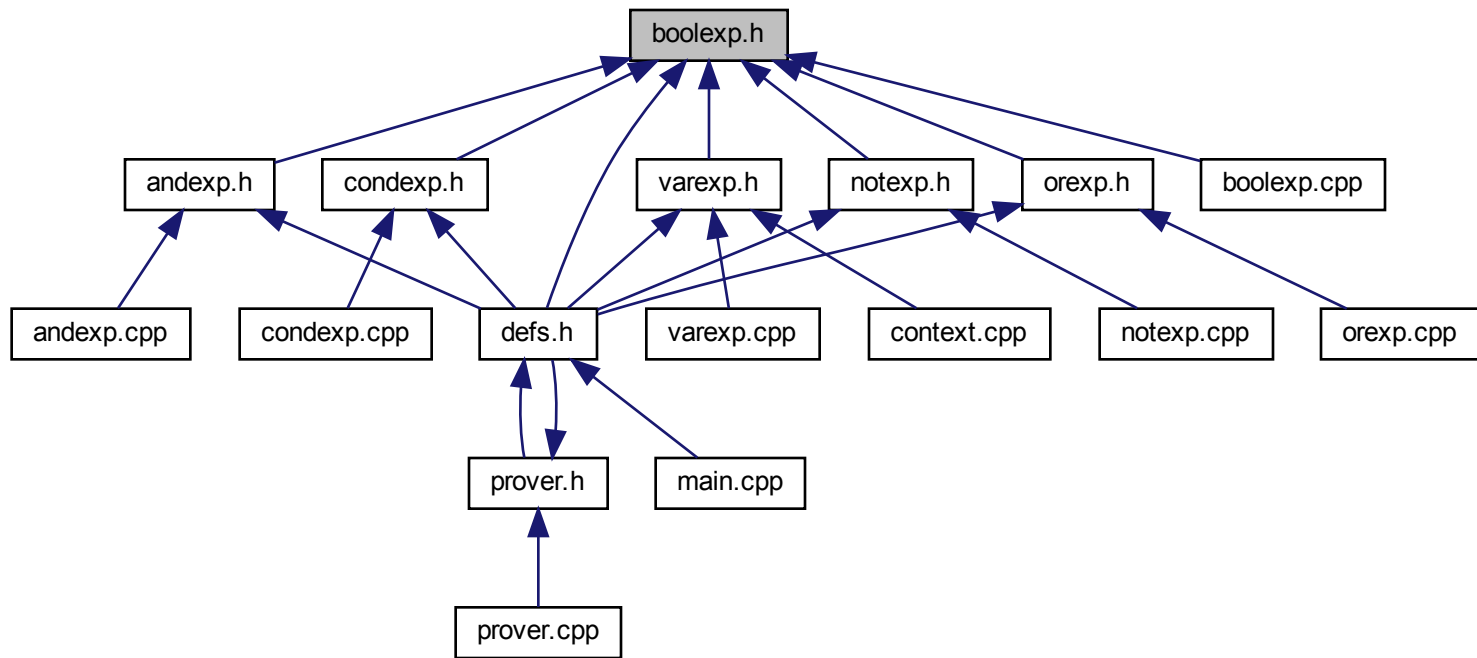 boolexp.h
andexp.h
condexp.h
varexp.h
notexp.h
orexp.h
boolexp.cpp
andexp.cpp
condexp.cpp
defs.h
varexp.cpp
context.cpp
notexp.cpp
orexp.cpp
prover.h
main.cpp
prover.cpp